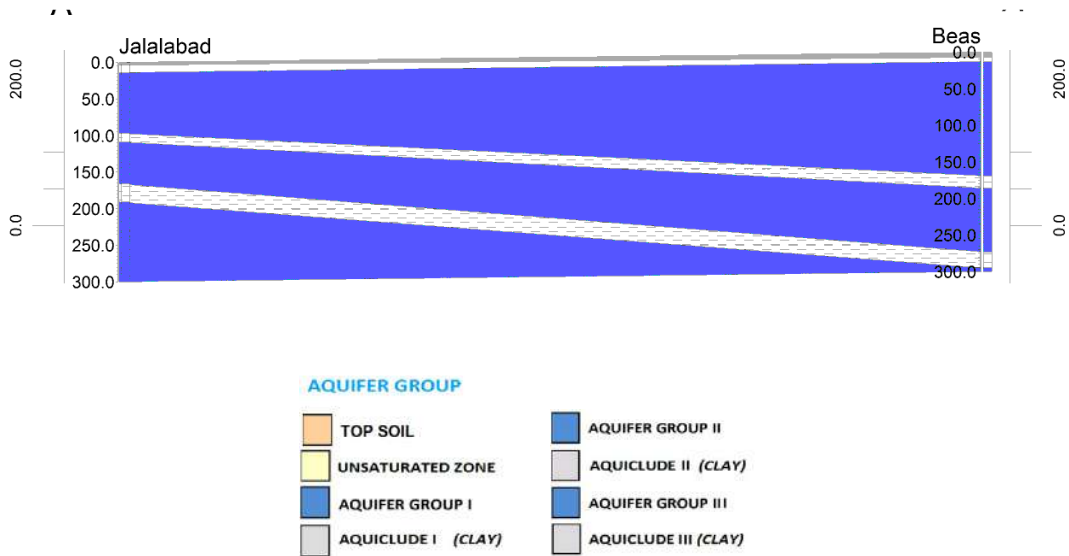 Jalalabad
Beas
200.0
0.0
0.0
50.0
100.0
150.0
200.0
250.0
300.0
0.0
50.0
100.0
150.0
200.0
250.0
300.0
200.0
0.0
AQUIFER GROUP
TOP SOIL
UNSATURATED ZONE
AQUIFER GROUP I
AQUICLUDE I (CLAY)
AQUIFER GROUP II
AQUICLUDE II (CLAY)
AQUIFER GROUP III
AQUICLUDE III (CLAY)